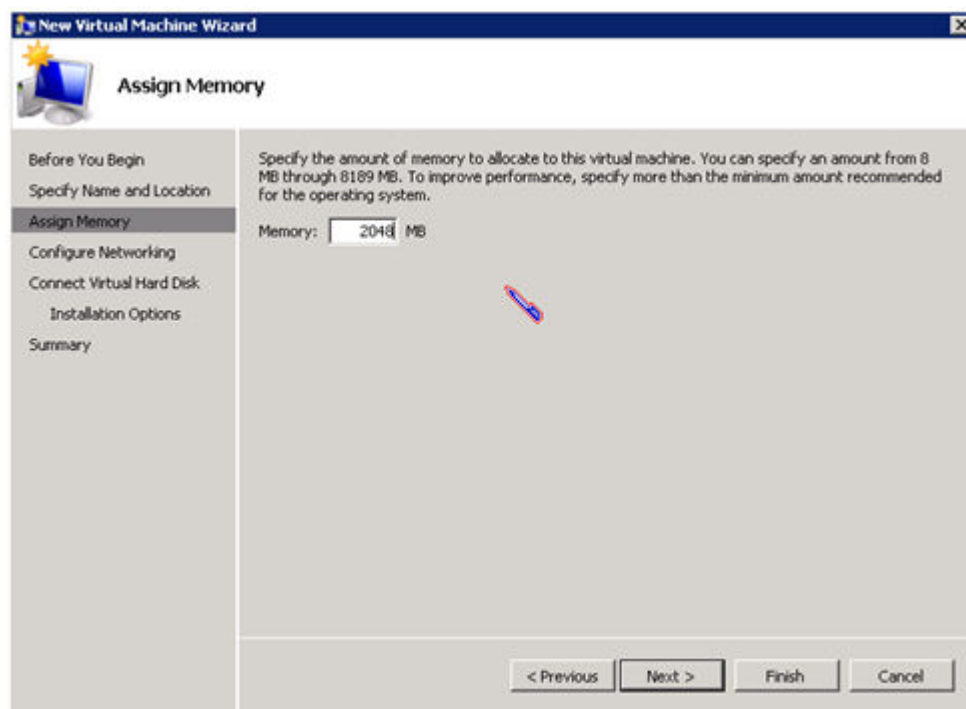 New Virtual Machine Wizard
Assign Memory
Before You Begin
Specify Name and Location
Assign Memory
Configure Networking
Connect Virtual Hard Disk
Installation Options
Summary
Specify the amount of memory to allocate to this virtual machine. You can specify an amount from 8
MB through 8189 MB. To improve performance, specify more than the minimum amount recommended
for the operating system.
Memory: 2048 MB
< Previous Next > Finish Cancel